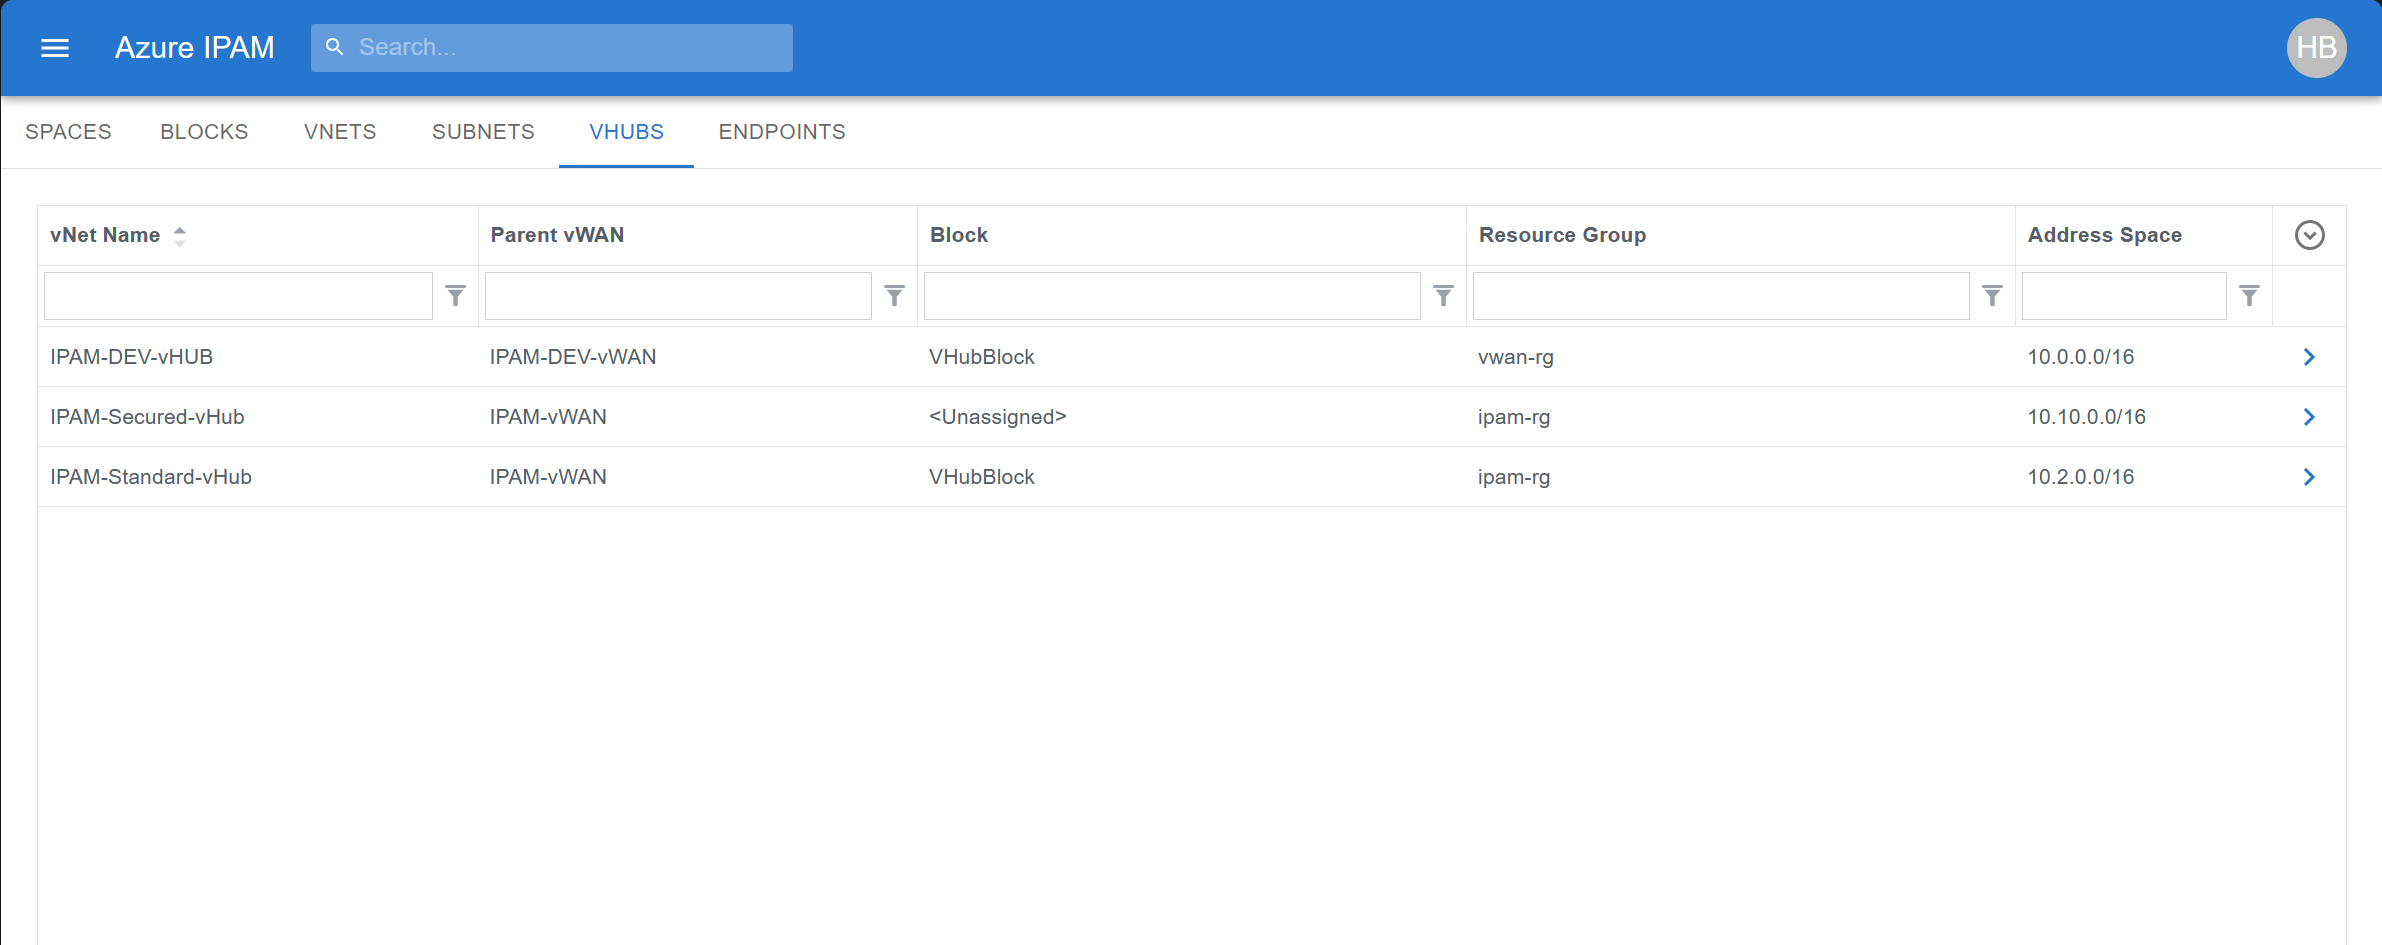 Azure IPAM Search... HB
SPACES BLOCKS VNETS SUBNETS VHUBS ENDPOINTS
vNet Name Parent vWAN Block Resource Group Address Space
IPAM-DEV-vHUB IPAM-DEV-vWAN VHubBlock vwan-rg 10.0.0.0/16
IPAM-Secured-vHub IPAM-vWAN <Unassigned> ipam-rg 10.10.0.0/16
IPAM-Standard-vHub IPAM-vWAN VHubBlock ipam-rg 10.2.0.0/16